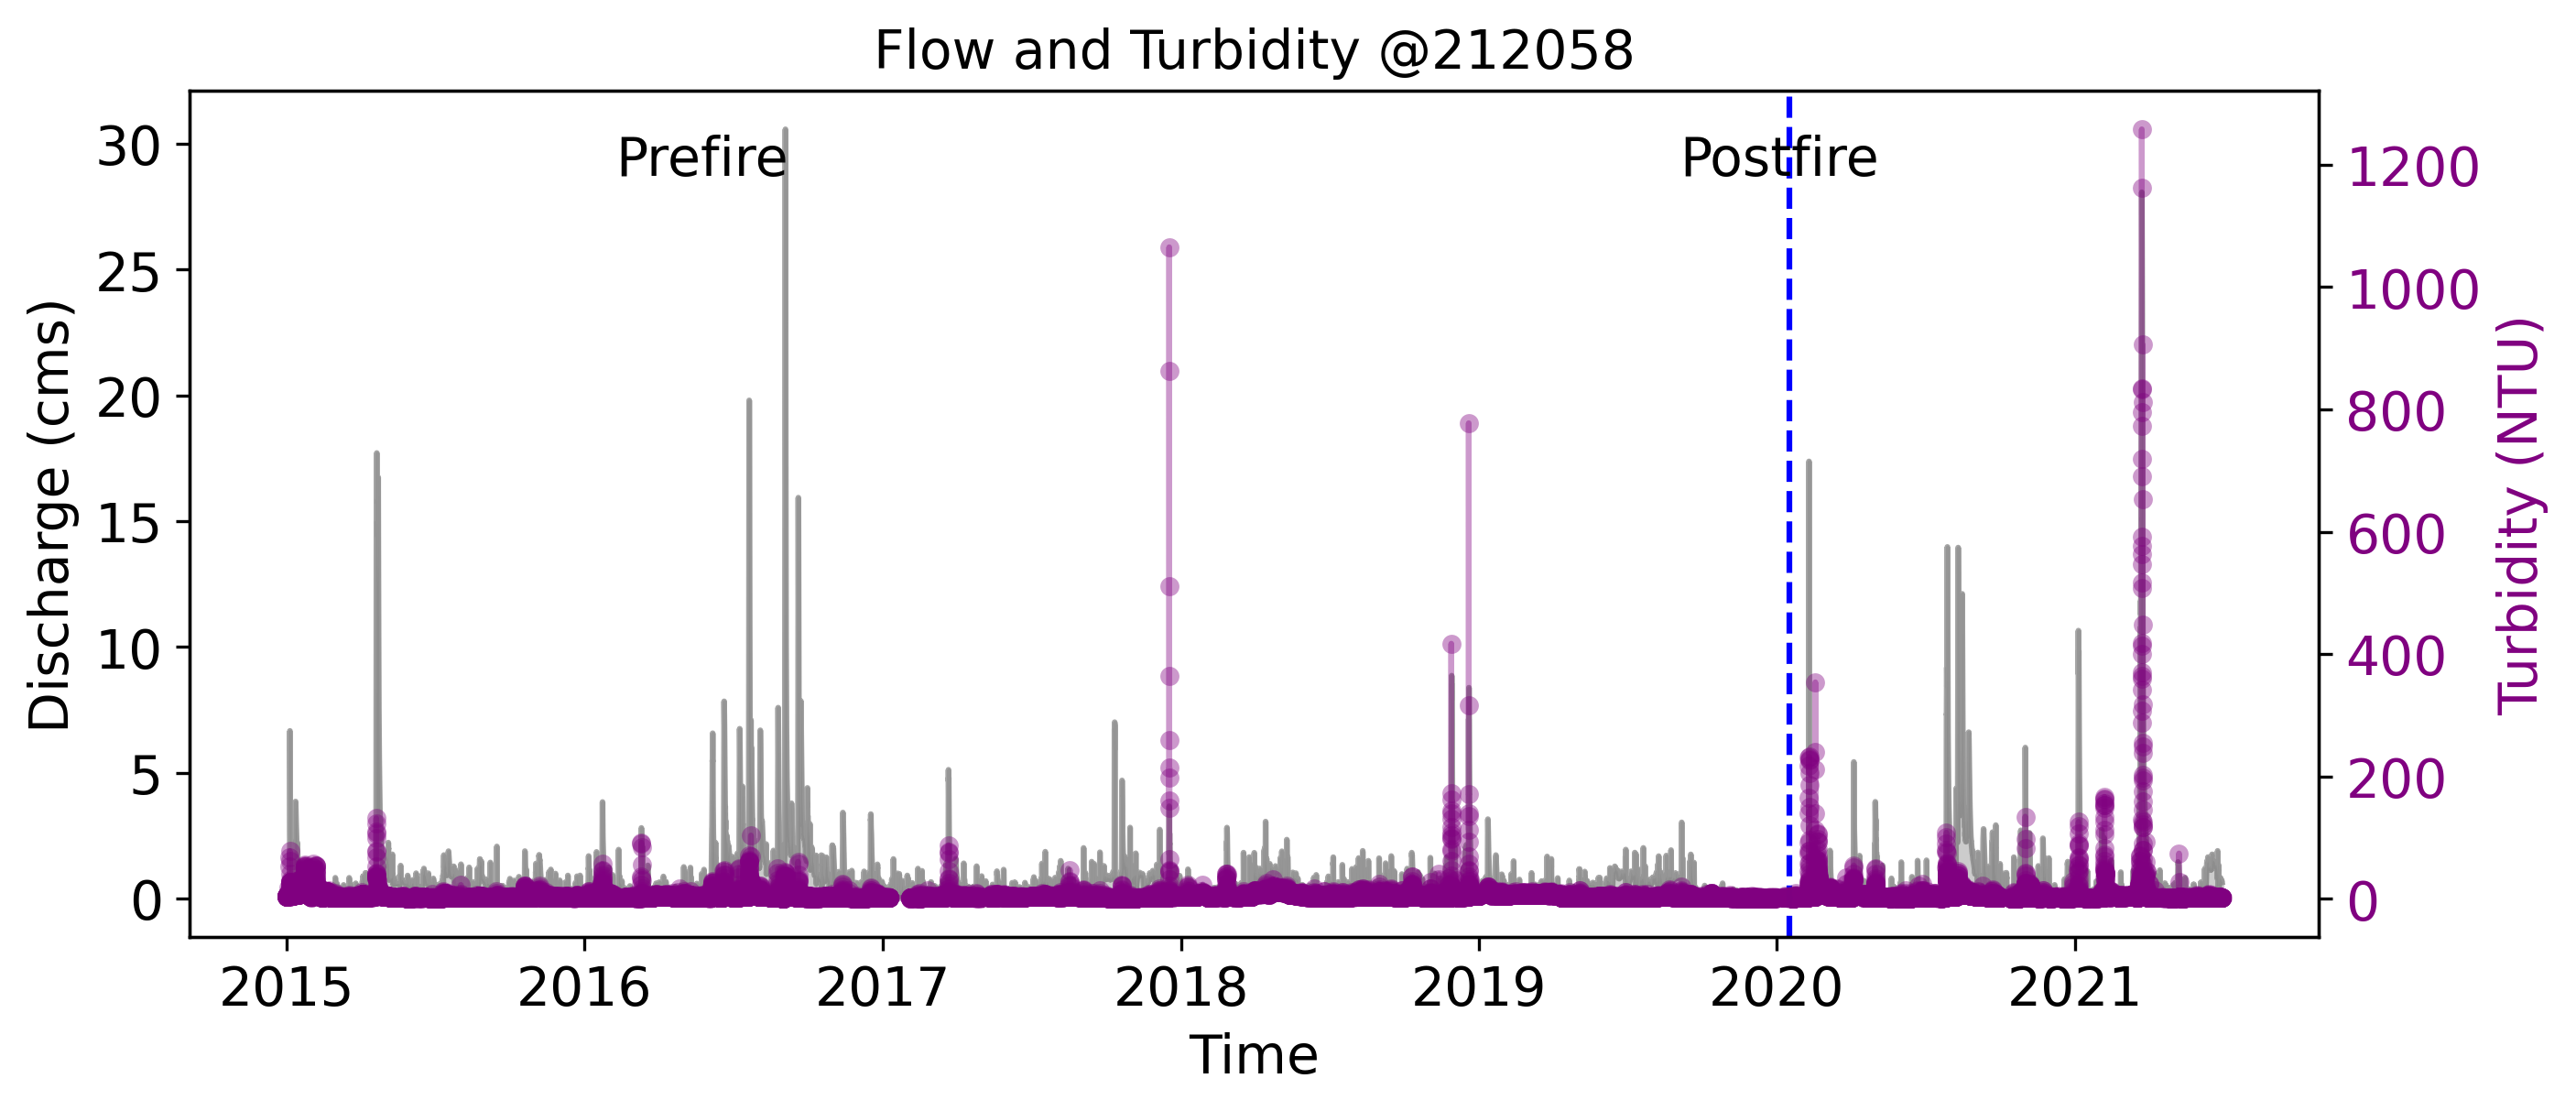 Flow and Turbidity @212058
Prefire
Postfire
Discharge (cms)
30
25
20
15
10
5
0
1200
1000
800
600
400
200
0
Turbidity (NTU)
2015 2016 2017 2018 2019 2020 2021
Time